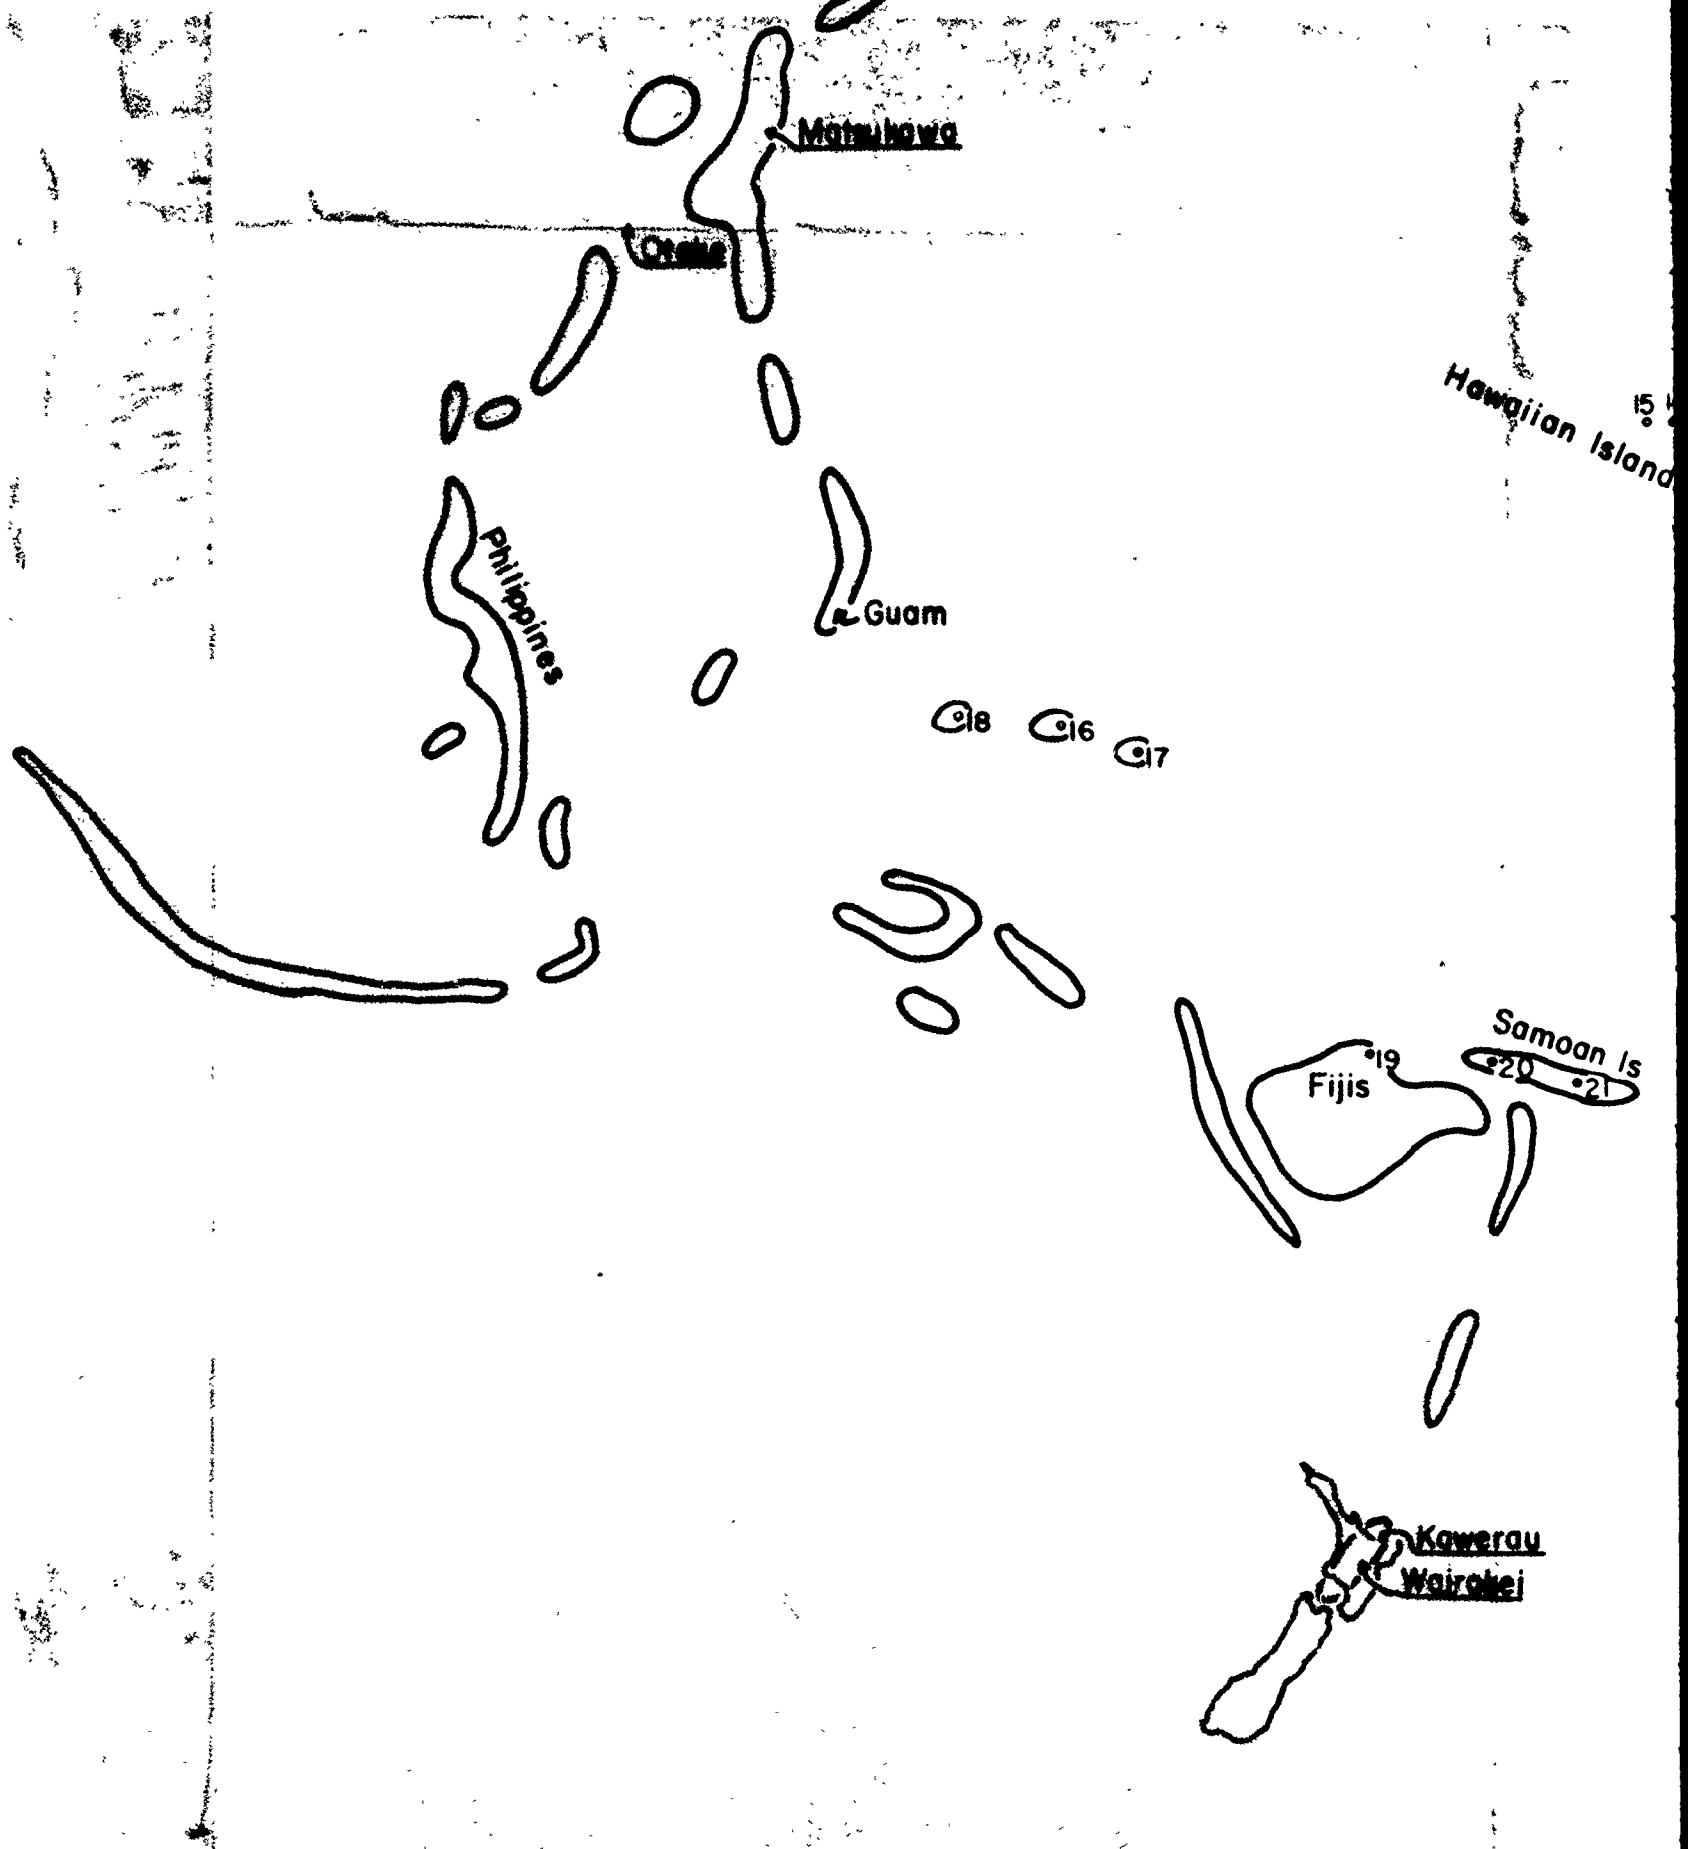 Matsukawa
Otake
Hawaiian Island
15
Philippines
Guam
18
16
17
Samoan Is
19
20
21
Fijis
Kawerau
Wairakei